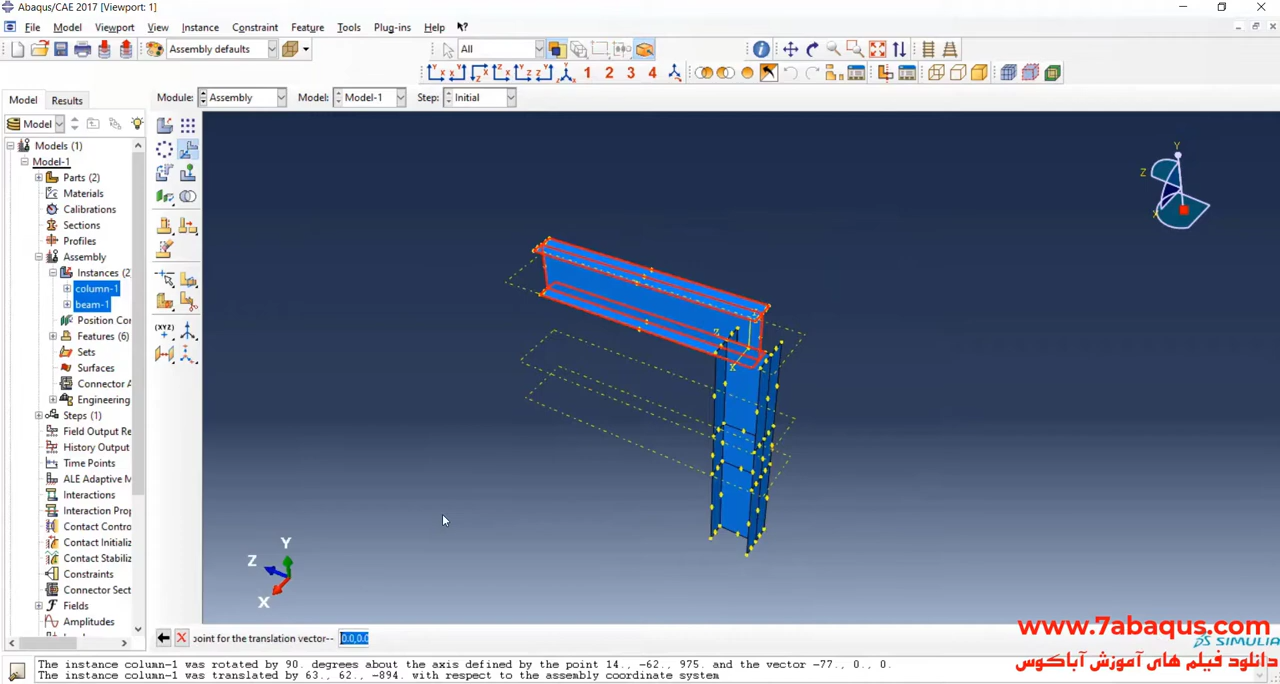 Abaqus/CAE 2017 [Viewport: 1]
File Model Viewport View Instance Constraint Feature Tools Plug-ins Help
Assembly defaults All
1 2 3 4
Model Results Module: Assembly Model: Model-1 Step: Initial
Model
Models (1)
Model-1
Parts (2)
Materials
Calibrations
Sections
Profiles
Assembly
Instances (2
column-1
beam-1
Position Cor
Features (6)
Sets
Surfaces
Connector A
Engineering
Steps (1)
Field Output Re
History Output
Time Points
ALE Adaptive M
Interactions
Interaction Prop
Contact Contro
Contact Initializ
Contact Stabiliz
Constraints
Connector Sect
Fields
Amplitudes
(XYZ)
Y
Z
X
Z
X
Y
Z
X
point for the translation vector-- 0.0,0.0
www.7abaqus.com
SIMULIA
دانلود فیلم های آموزش آباکوس
The instance column-1 was rotated by 90. degrees about the axis defined by the point 14., -62, 975. and the vector -77., 0., 0.
The instance column-1 was translated by 63., 62, -894. with respect to the assembly coordinate system